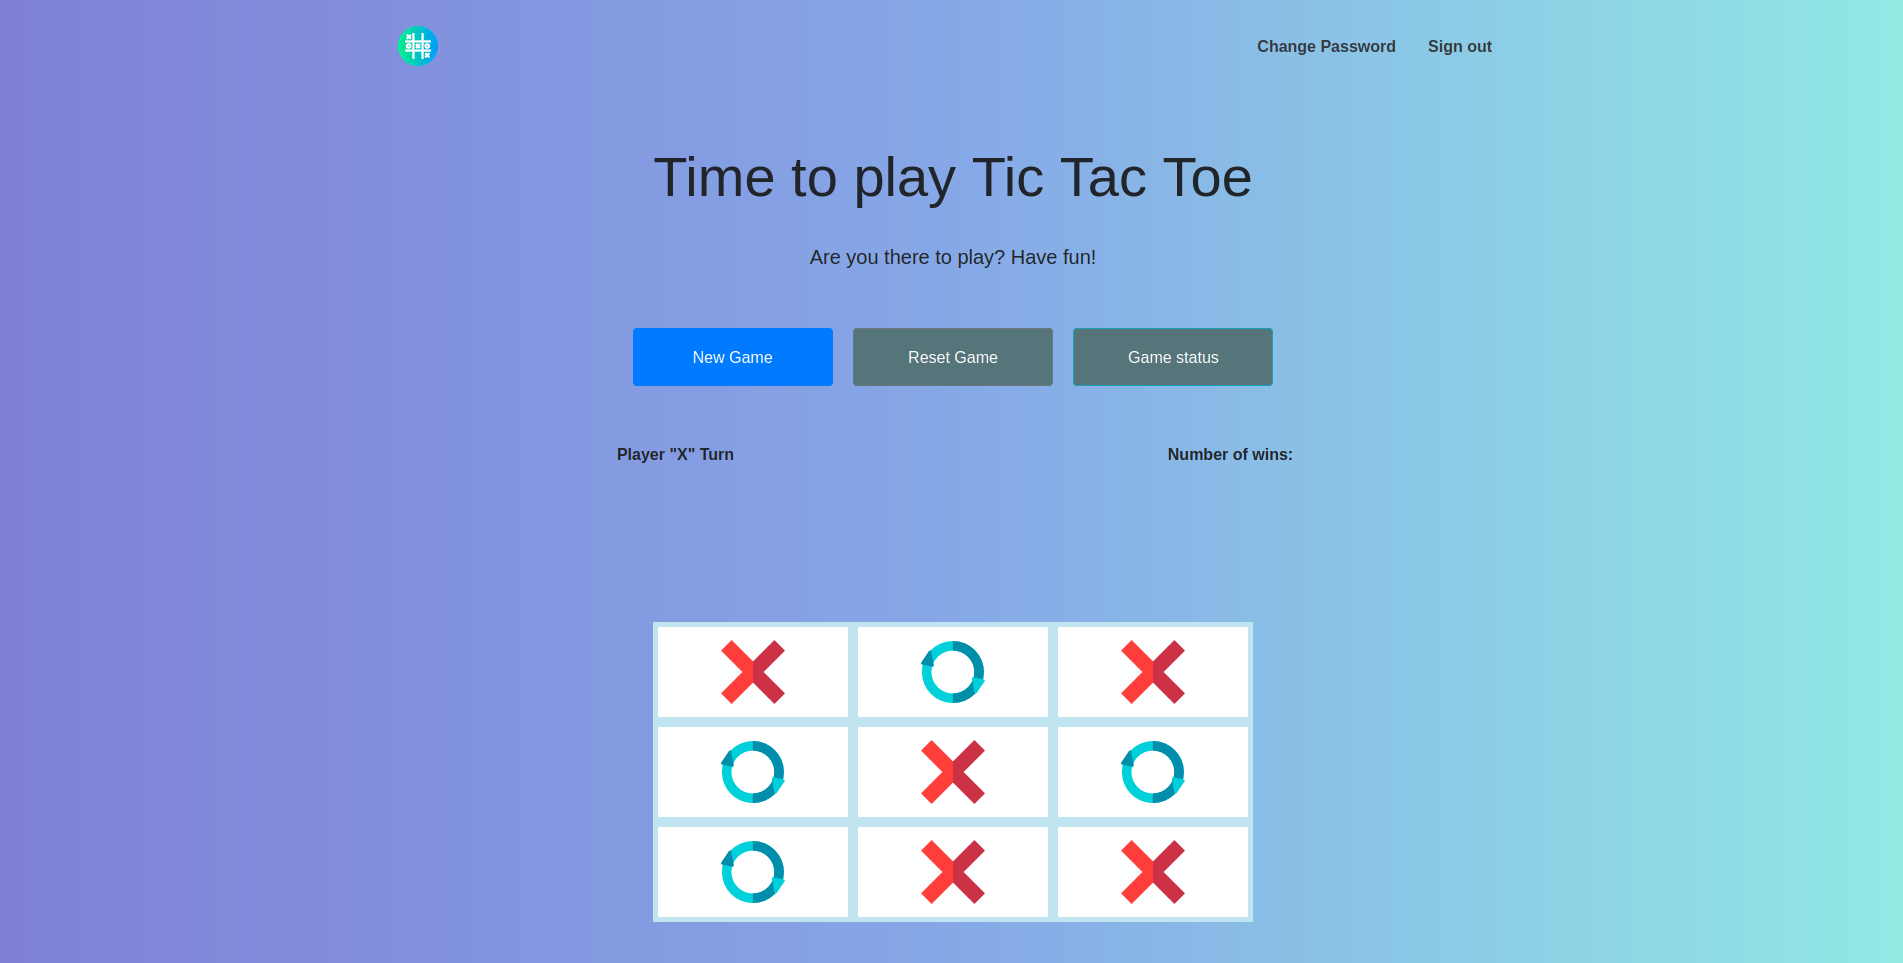 Change Password Sign out
Time to play Tic Tac Toe
Are you there to play? Have fun!
New Game Reset Game Game status
Player "X" Turn Number of wins: